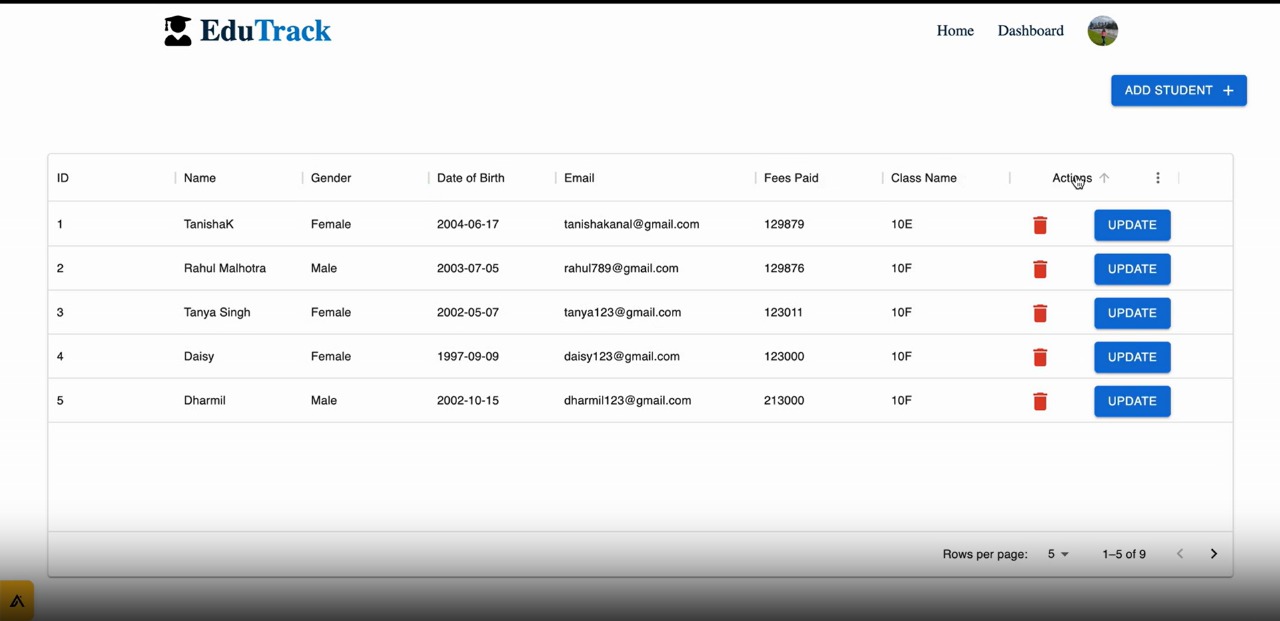 EduTrack Home Dashboard
ADD STUDENT +
ID Name Gender Date of Birth Email Fees Paid Class Name Actions
1 TanishaK Female 2004-06-17 tanishakanal@gmail.com 129879 10E UPDATE
2 Rahul Malhotra Male 2003-07-05 rahul789@gmail.com 129876 10F UPDATE
3 Tanya Singh Female 2002-05-07 tanya123@gmail.com 123011 10F UPDATE
4 Daisy Female 1997-09-09 daisy123@gmail.com 123000 10F UPDATE
5 Dharmil Male 2002-10-15 dharmil123@gmail.com 213000 10F UPDATE
Rows per page: 5 1–5 of 9